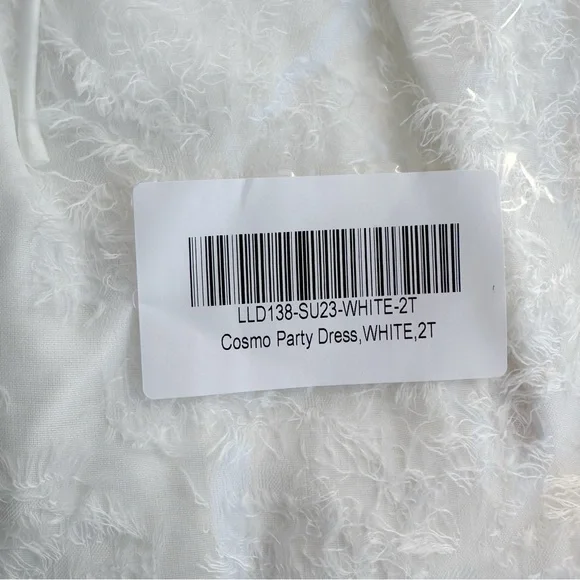 LLD138-SU23-WHITE-2T
Cosmo Party Dress,WHITE,2T